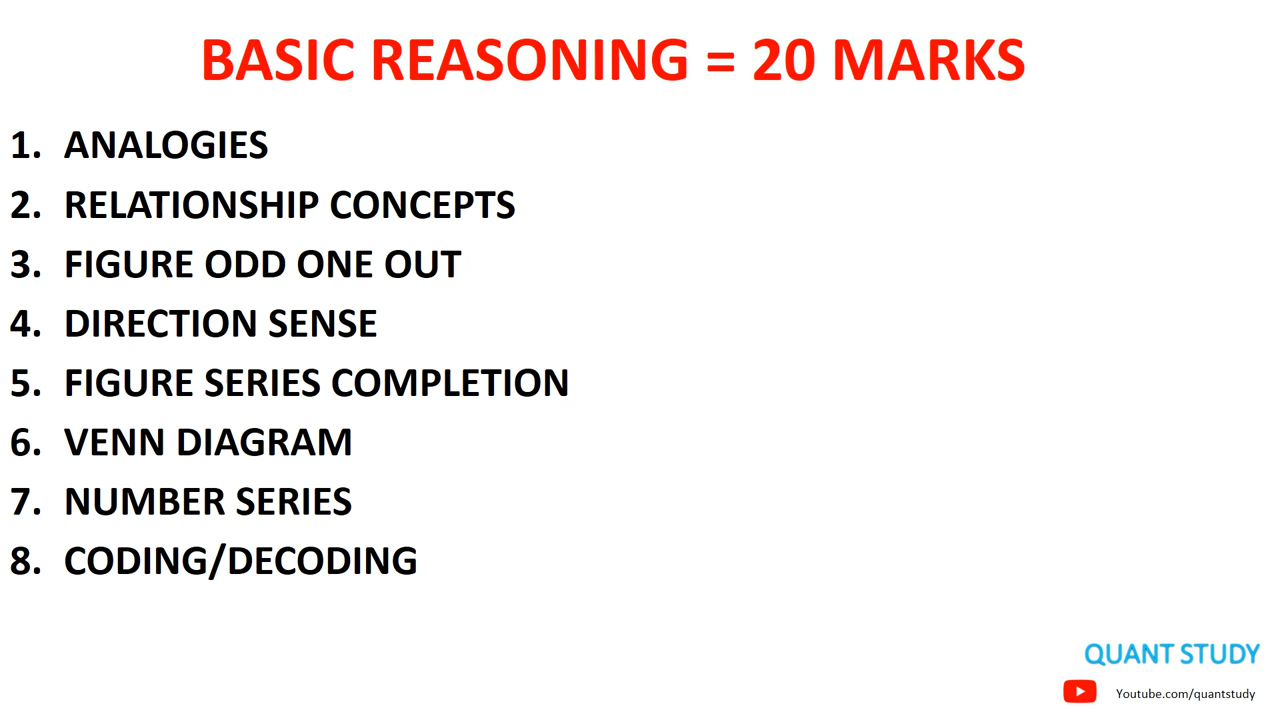 BASIC REASONING = 20 MARKS
1. ANALOGIES
2. RELATIONSHIP CONCEPTS
3. FIGURE ODD ONE OUT
4. DIRECTION SENSE
5. FIGURE SERIES COMPLETION
6. VENN DIAGRAM
7. NUMBER SERIES
8. CODING/DECODING
QUANT STUDY
Youtube.com/quantstudy